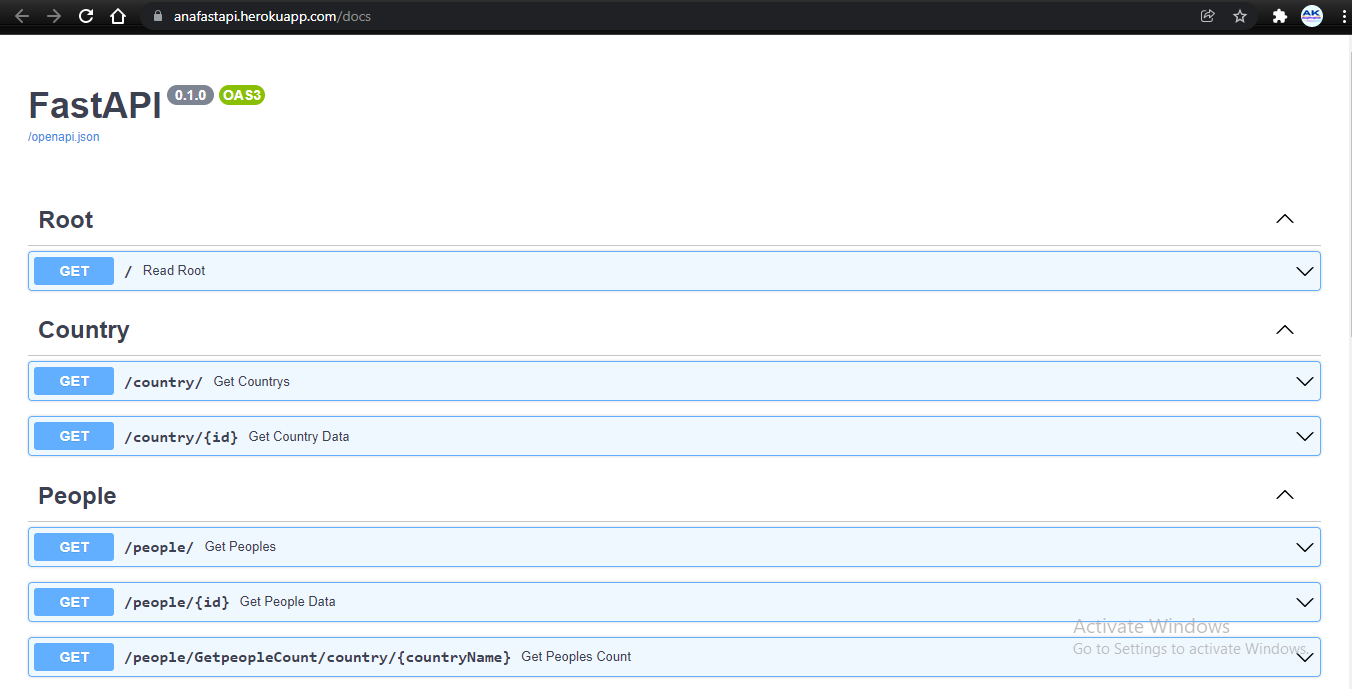 anafastapi.herokuapp.com/docs
AK
FastAPI 0.1.0 OAS3
/openapi.json
Root
GET / Read Root
Country
GET /country/ Get Countrys
GET /country/{id} Get Country Data
People
GET /people/ Get Peoples
GET /people/{id} Get People Data
GET /people/GetpeopleCount/country/{countryName} Get Peoples Count
Activate Windows
Go to Settings to activate Windows.